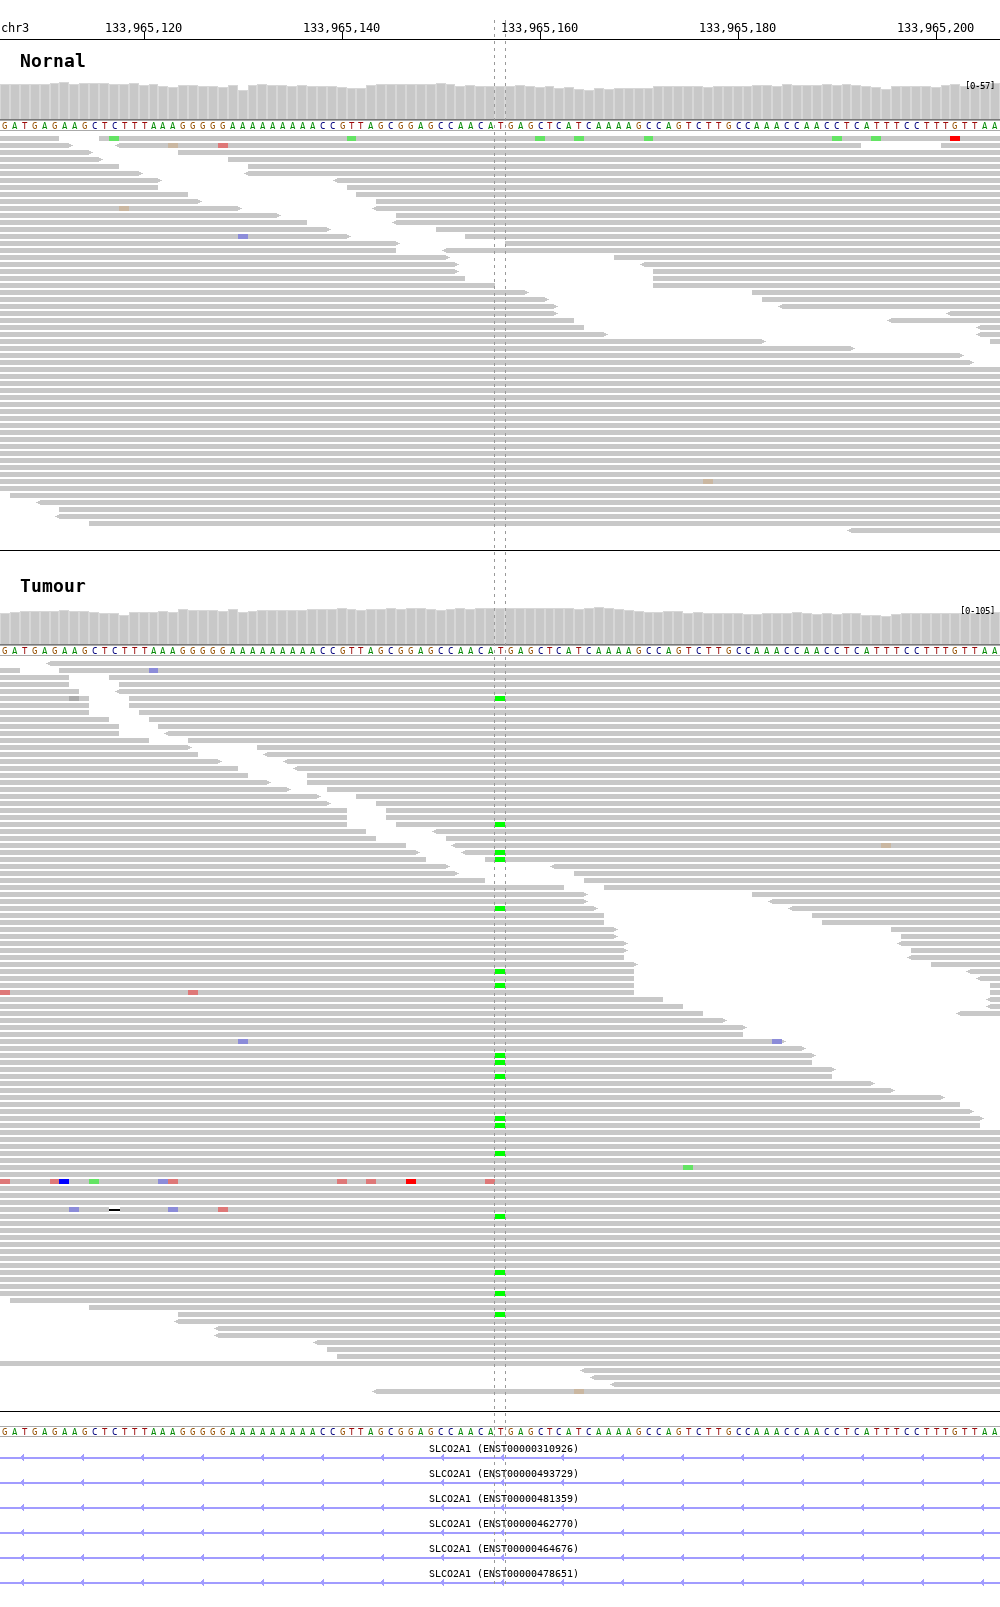 chr3 133,965,120 133,965,140 133,965,160 133,965,180 133,965,200
Nornal
[0-57]
GATGAGAAGCTCTTTAAAGGGGGAAAAAAAAACCGTTAGCGGAGCCAACATGAGCTCATCAAAAGCCAGTCTTGCCAAACCAACCTCATTTCCTTTGTTAA
Tumour
[0-105]
GATGAGAAGCTCTTTAAAGGGGGAAAAAAAAACCGTTAGCGGAGCCAACATGAGCTCATCAAAAGCCAGTCTTGCCAAACCAACCTCATTTCCTTTGTTAA
GATGAGAAGCTCTTTAAAGGGGGAAAAAAAAACCGTTAGCGGAGCCAACATGAGCTCATCAAAAGCCAGTCTTGCCAAACCAACCTCATTTCCTTTGTTAA
SLCO2A1 (ENST00000310926)
SLCO2A1 (ENST00000493729)
SLCO2A1 (ENST00000481359)
SLCO2A1 (ENST00000462770)
SLCO2A1 (ENST00000464676)
SLCO2A1 (ENST00000478651)